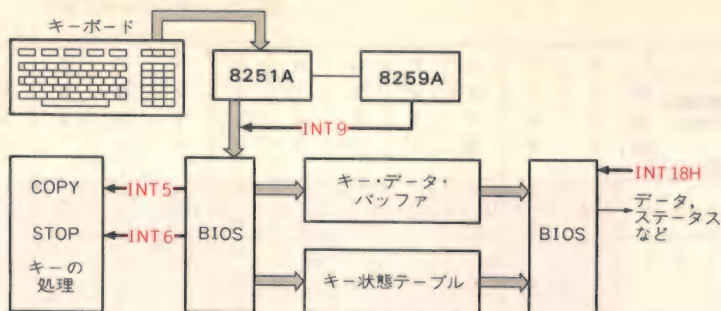 キーボード
8251A
8259A
INT9
COPY
STOP
キーの
処理
INT5
INT6
BIOS
キー・データ・
バッファ
キー状態テーブル
BIOS
INT18H
データ,
ステータス
など